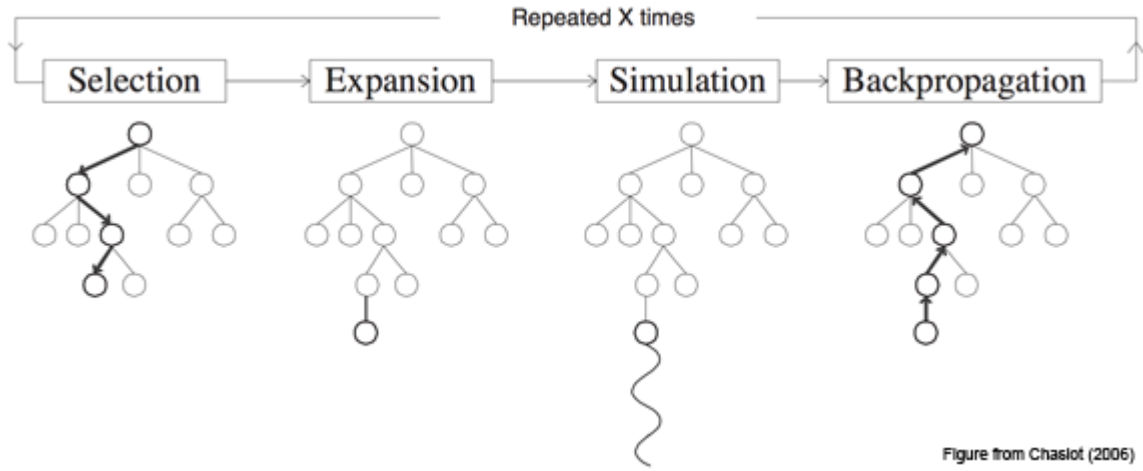 Repeated X times
Selection
Expansion
Simulation
Backpropagation
Figure from Chaslot (2006)